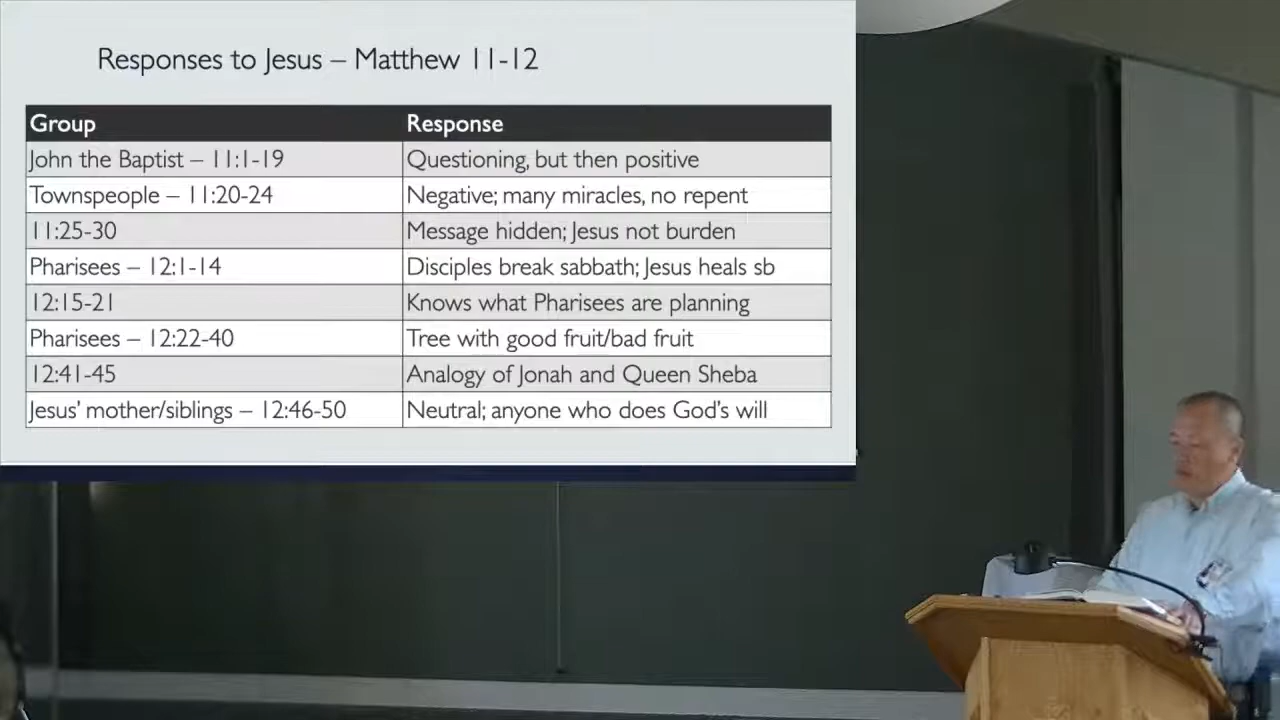 Responses to Jesus – Matthew 11-12
Group Response
John the Baptist – 11:1-19 Questioning, but then positive
Townspeople – 11:20-24 Negative; many miracles, no repent
11:25-30 Message hidden; Jesus not burden
Pharisees – 12:1-14 Disciples break sabbath; Jesus heals sb
12:15-21 Knows what Pharisees are planning
Pharisees – 12:22-40 Tree with good fruit/bad fruit
12:41-45 Analogy of Jonah and Queen Sheba
Jesus' mother/siblings – 12:46-50 Neutral; anyone who does God's will